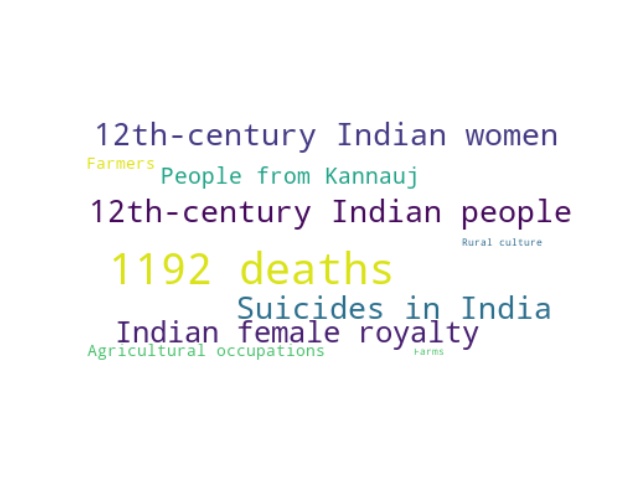 12th-century Indian women
Farmers
People from Kannauj
12th-century Indian people
Rural culture
1192 deaths
Suicides in India
Indian female royalty
Agricultural occupations
Farms